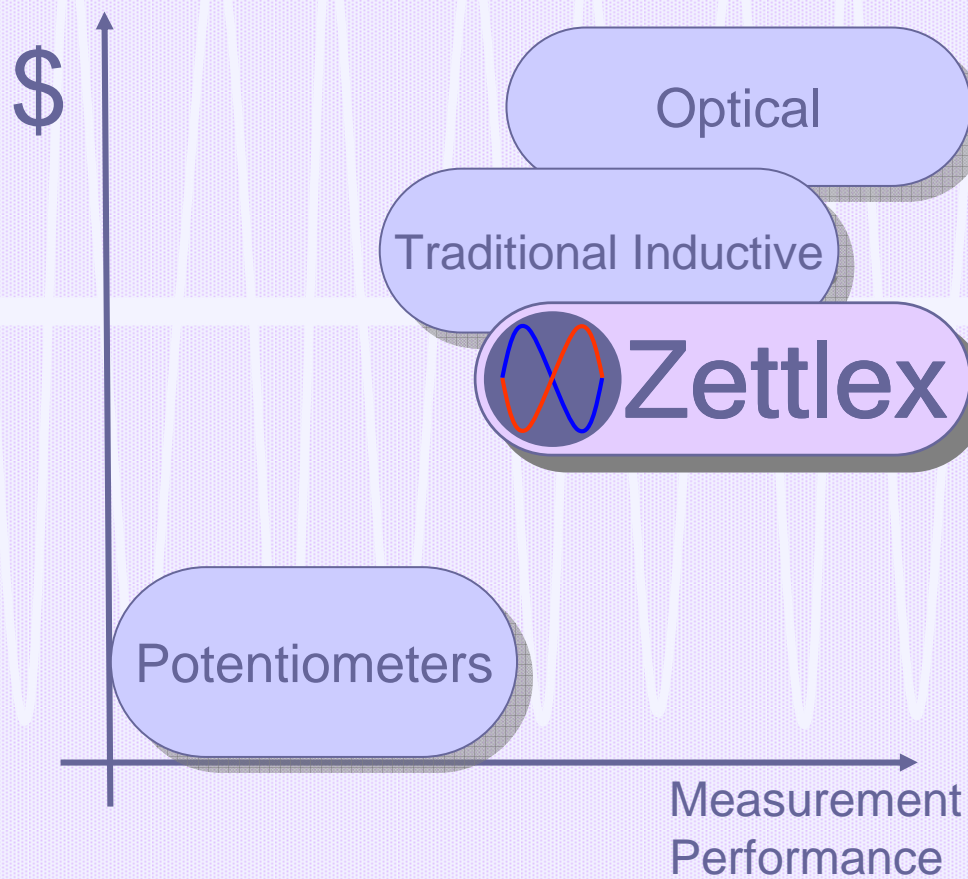 $
Optical
Traditional Inductive
Zettlex
Potentiometers
Measurement
Performance